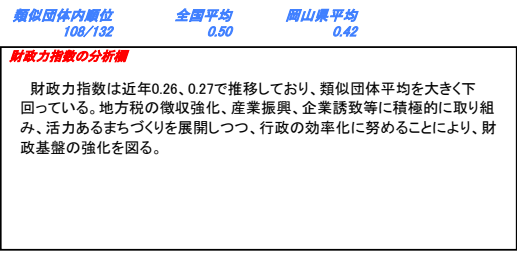 類似団体内順位 全国平均 岡山県平均
108/132 0.50 0.42
財政力指数の分析欄
財政力指数は近年0.26、0.27で推移しており、類似団体平均を大きく下
回っている。地方税の徴収強化、産業振興、企業誘致等に積極的に取り組
み、活力あるまちづくりを展開しつつ、行政の効率化に努めることにより、財
政基盤の強化を図る。